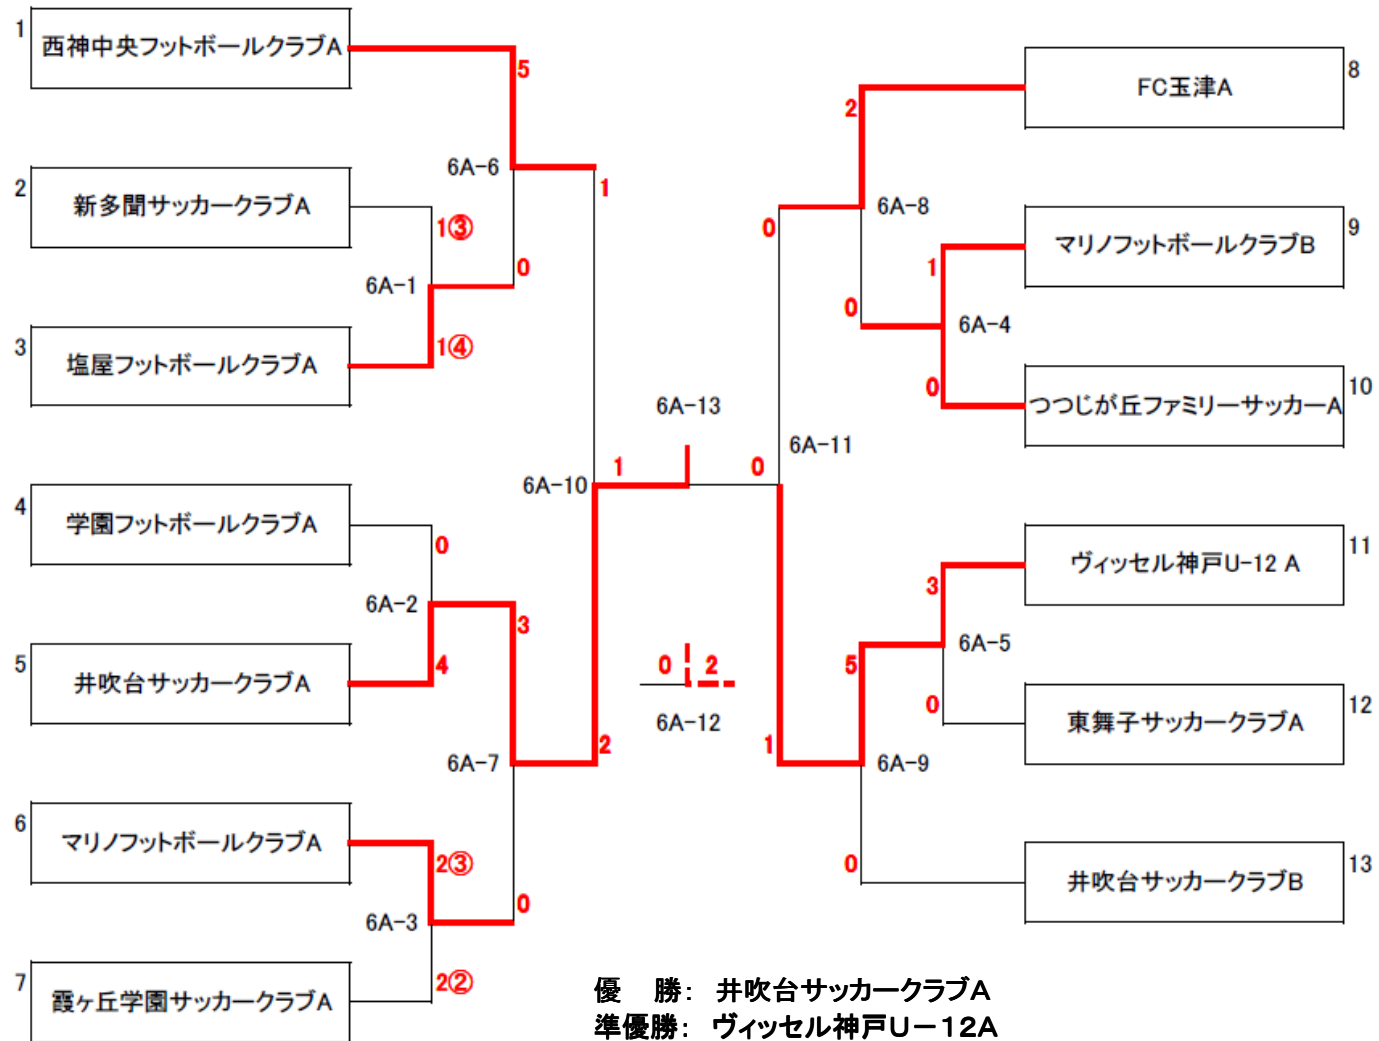 1
西神中央フットボールクラブA
5
2
新多聞サッカークラブA
6A-6
1
1③
0
6A-1
3
塩屋フットボールクラブA
1④
4
学園フットボールクラブA
0
6A-10
6A-2
3
5
井吹台サッカークラブA
4
6A-7
2
6
マリノフットボールクラブA
2③
0
6A-3
7
霞ヶ丘学園サッカークラブA
2②
6A-13
1
0
0
2
6A-12
8
FC玉津A
2
6A-8
0
9
マリノフットボールクラブB
1
0
6A-4
10
つつじが丘ファミリーサッカーA
0
6A-11
11
ヴィッセル神戸U-12 A
3
6A-5
5
12
東舞子サッカークラブA
0
1
6A-9
13
井吹台サッカークラブB
0
優 勝: 井吹台サッカークラブA
準優勝: ヴィッセル神戸U－12A